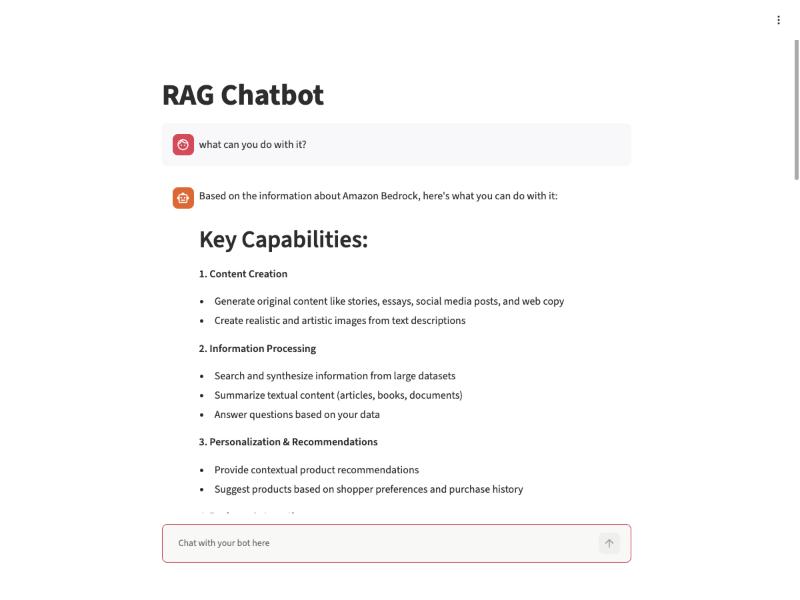 RAG Chatbot
what can you do with it?
Based on the information about Amazon Bedrock, here's what you can do with it:
Key Capabilities:
1. Content Creation
• Generate original content like stories, essays, social media posts, and web copy
• Create realistic and artistic images from text descriptions
2. Information Processing
• Search and synthesize information from large datasets
• Summarize textual content (articles, books, documents)
• Answer questions based on your data
3. Personalization & Recommendations
• Provide contextual product recommendations
• Suggest products based on shopper preferences and purchase history
Chat with your bot here